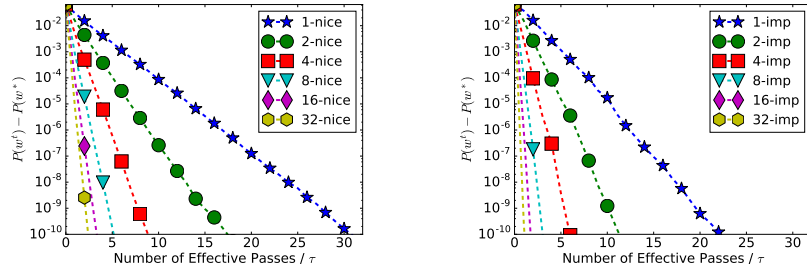 10^-2
10^-3
10^-4
10^-5
10^-6
10^-7
10^-8
10^-9
10^-10
P(w^t) − P(w^*)
0 5 10 15 20 25 30
Number of Effective Passes / τ
1-nice
2-nice
4-nice
8-nice
16-nice
32-nice
10^-2
10^-3
10^-4
10^-5
10^-6
10^-7
10^-8
10^-9
10^-10
P(w^t) − P(w^*)
0 5 10 15 20 25 30
Number of Effective Passes / τ
1-imp
2-imp
4-imp
8-imp
16-imp
32-imp